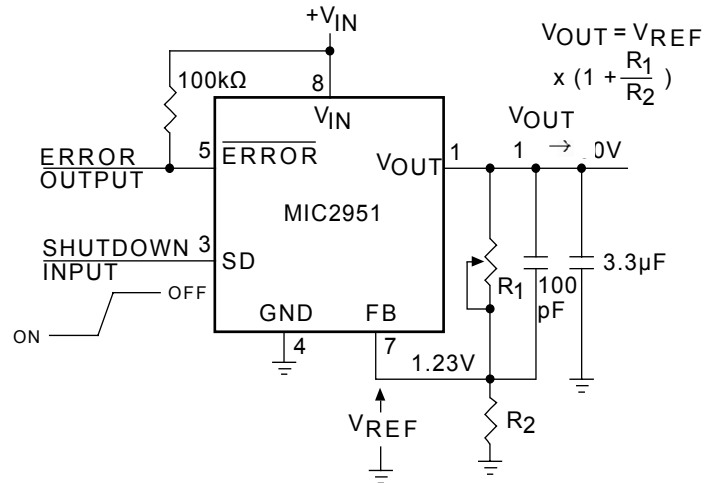 +VIN
VOUT = VREF
x (1 + R1
R2 )
100kΩ
8
VIN
VOUT
ERROR
OUTPUT
5
ERROR
VOUT
1
1 →
MIC2951
SHUTDOWN
INPUT
3
SD
OFF
ON
GND
FB
4
7
R1
100
pF
3.3µF
1.23V
VREF
R2